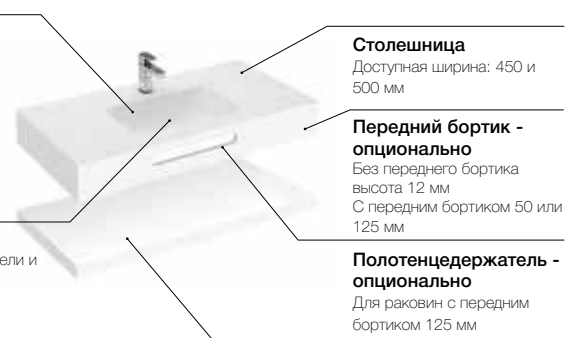 Столешница
Доступная ширина: 450 и
500 мм
Передний бортик -
опционально
Без переднего бортика
высота 12 мм
С передним бортиком 50 или
125 мм
ели и
Полотенцедержатель -
опционально
Для раковин с передним
бортиком 125 мм